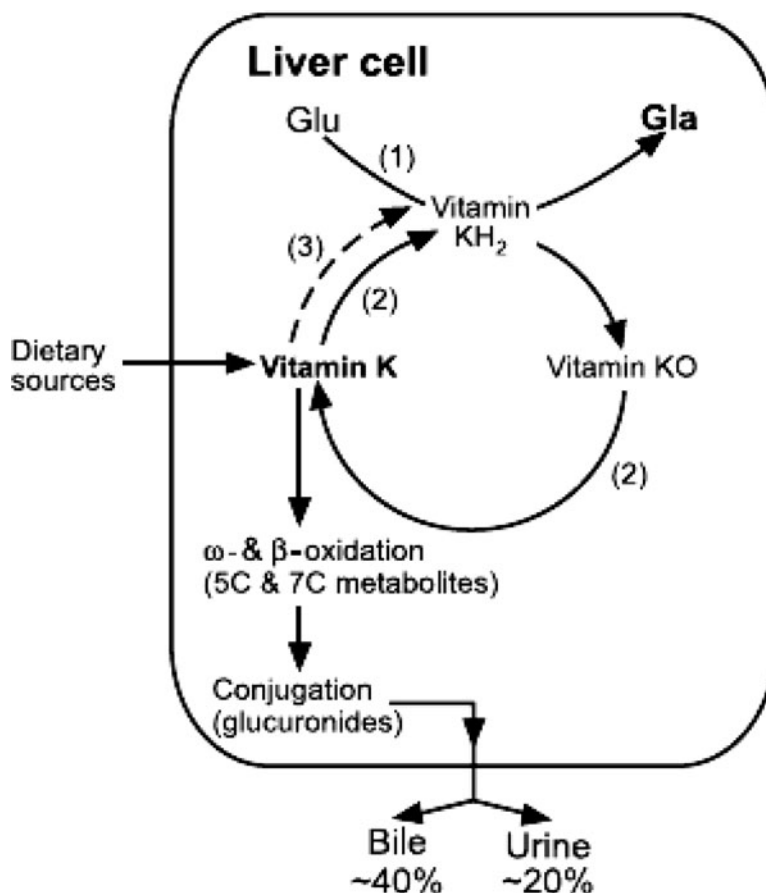 Liver cell
Glu
Gla
(1)
Vitamin
KH₂
(3)
(2)
Dietary
sources
Vitamin K
Vitamin KO
(2)
ω-& β-oxidation
(5C & 7C metabolites)
Conjugation
(glucuronides)
Bile
~40%
Urine
~20%